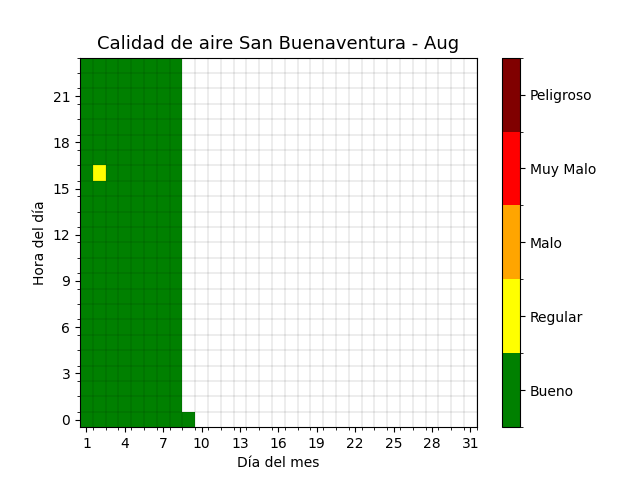 Calidad de aire San Buenaventura - Aug
Hora del día
21
18
15
12
9
6
3
0
1 4 7 10 13 16 19 22 25 28 31
Día del mes
Peligroso
Muy Malo
Malo
Regular
Bueno